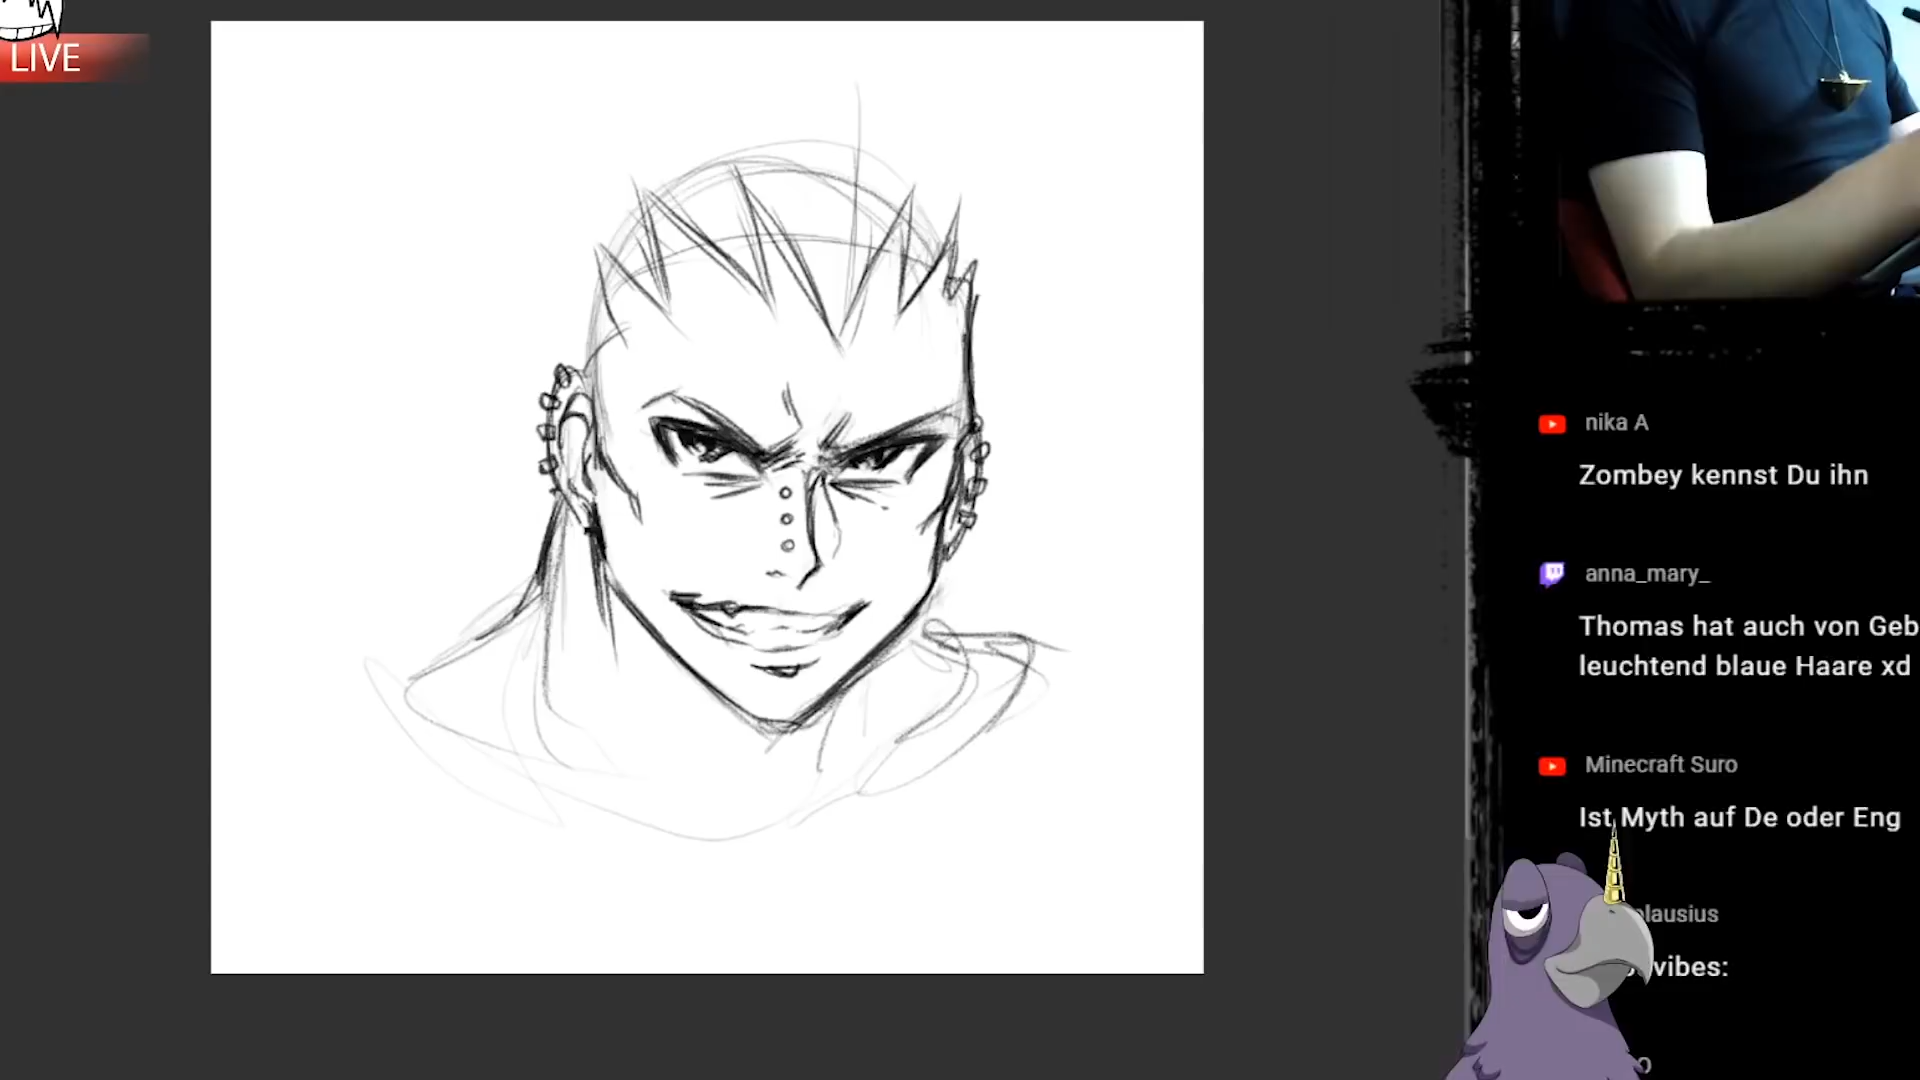 LIVE
nika A
Zombey kennst Du ihn
anna_mary_
Thomas hat auch von Geb
leuchtend blaue Haare xd
Minecraft Suro
Ist Myth auf De oder Eng
lausius
vibes: